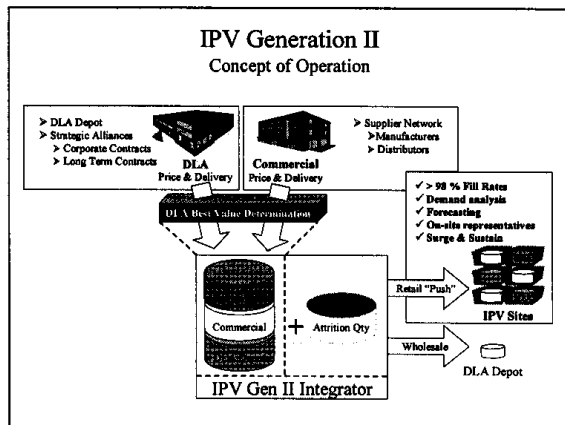 IPV Generation II
Concept of Operation
➢ DLA Depot
➢ Strategic Alliances
➢ Corporate Contracts
➢ Long Term Contracts
DLA
Price & Delivery
Commercial
Price & Delivery
➢ Supplier Network
➢ Manufacturers
➢ Distributors
DLA Best Value Determination
✓ > 98 % Fill Rates
✓ Demand analysis
✓ Forecasting
✓ On-site representatives
✓ Surge & Sustain
IPV Sites
Commercial
+
Attrition Qty
Retail "Push"
Wholesale
DLA Depot
IPV Gen II Integrator